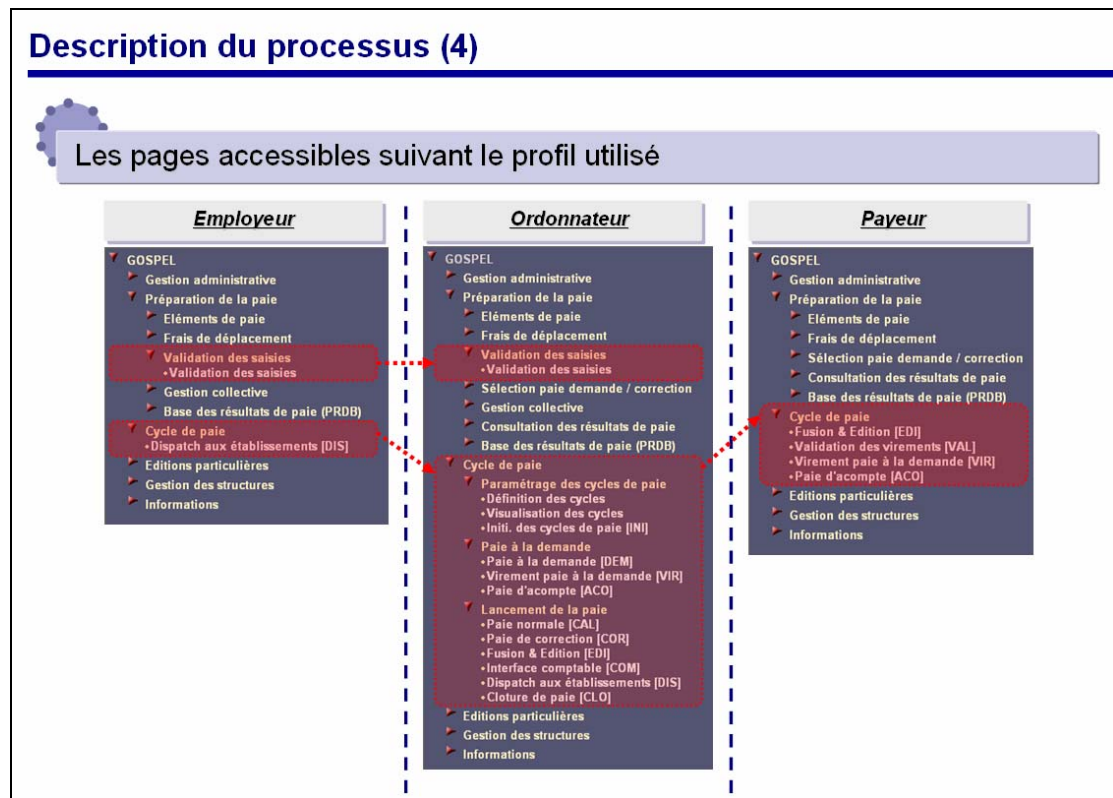 Description du processus (4)
Les pages accessibles suivant le profil utilisé
Employeur
GOSPEL
Gestion administrative
Préparation de la paie
Eléments de paie
Frais de déplacement
Validation des saisies
•Validation des saisies
Gestion collective
Base des résultats de paie (PRDB)
Cycle de paie
•Dispatch aux établissements [DIS]
Editions particulières
Gestion des structures
Informations
Ordonnateur
GOSPEL
Gestion administrative
Préparation de la paie
Eléments de paie
Frais de déplacement
Validation des saisies
•Validation des saisies
Sélection paie demande / correction
Gestion collective
Consultation des résultats de paie
Base des résultats de paie (PRDB)
Cycle de paie
Paramétrage des cycles de paie
•Définition des cycles
•Visualisation des cycles
•Initi. des cycles de paie [INI]
Paie à la demande
•Paie à la demande [DEM]
•Virement paie à la demande [VIR]
•Paie d'acompte [ACO]
Lancement de la paie
•Paie normale [CAL]
•Paie de correction [COR]
•Fusion & Edition [EDI]
•Interface comptable [COM]
•Dispatch aux établissements [DIS]
•Cloture de paie [CLO]
Editions particulières
Gestion des structures
Informations
Payeur
GOSPEL
Gestion administrative
Préparation de la paie
Eléments de paie
Frais de déplacement
Sélection paie demande / correction
Consultation des résultats de paie
Base des résultats de paie (PRDB)
Cycle de paie
•Fusion & Edition [EDI]
•Validation des virements [VAL]
•Virement paie à la demande [VIR]
•Paie d'acompte [ACO]
Editions particulières
Gestion des structures
Informations